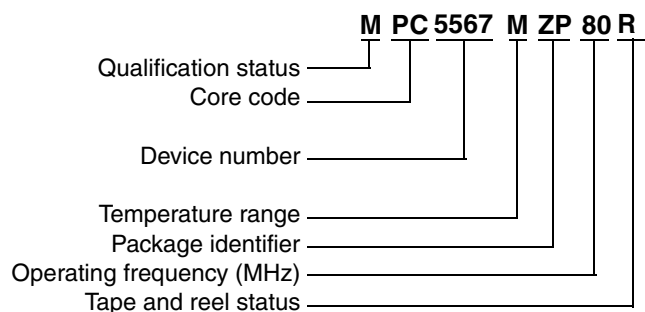 M PC 5567 M ZP 80 R
Qualification status
Core code
Device number
Temperature range
Package identifier
Operating frequency (MHz)
Tape and reel status